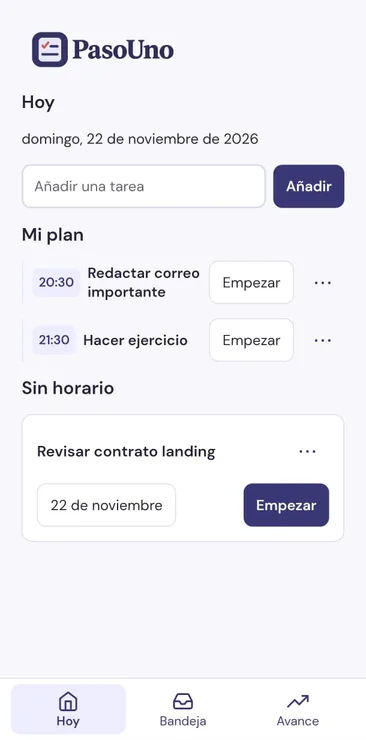 PasoUno
Hoy
domingo, 22 de noviembre de 2026
Añadir una tarea
Añadir
Mi plan
20:30
Redactar correo
importante
Empezar
...
21:30
Hacer ejercicio
Empezar
...
Sin horario
Revisar contrato landing
...
22 de noviembre
Empezar
Hoy
Bandeja
Avance